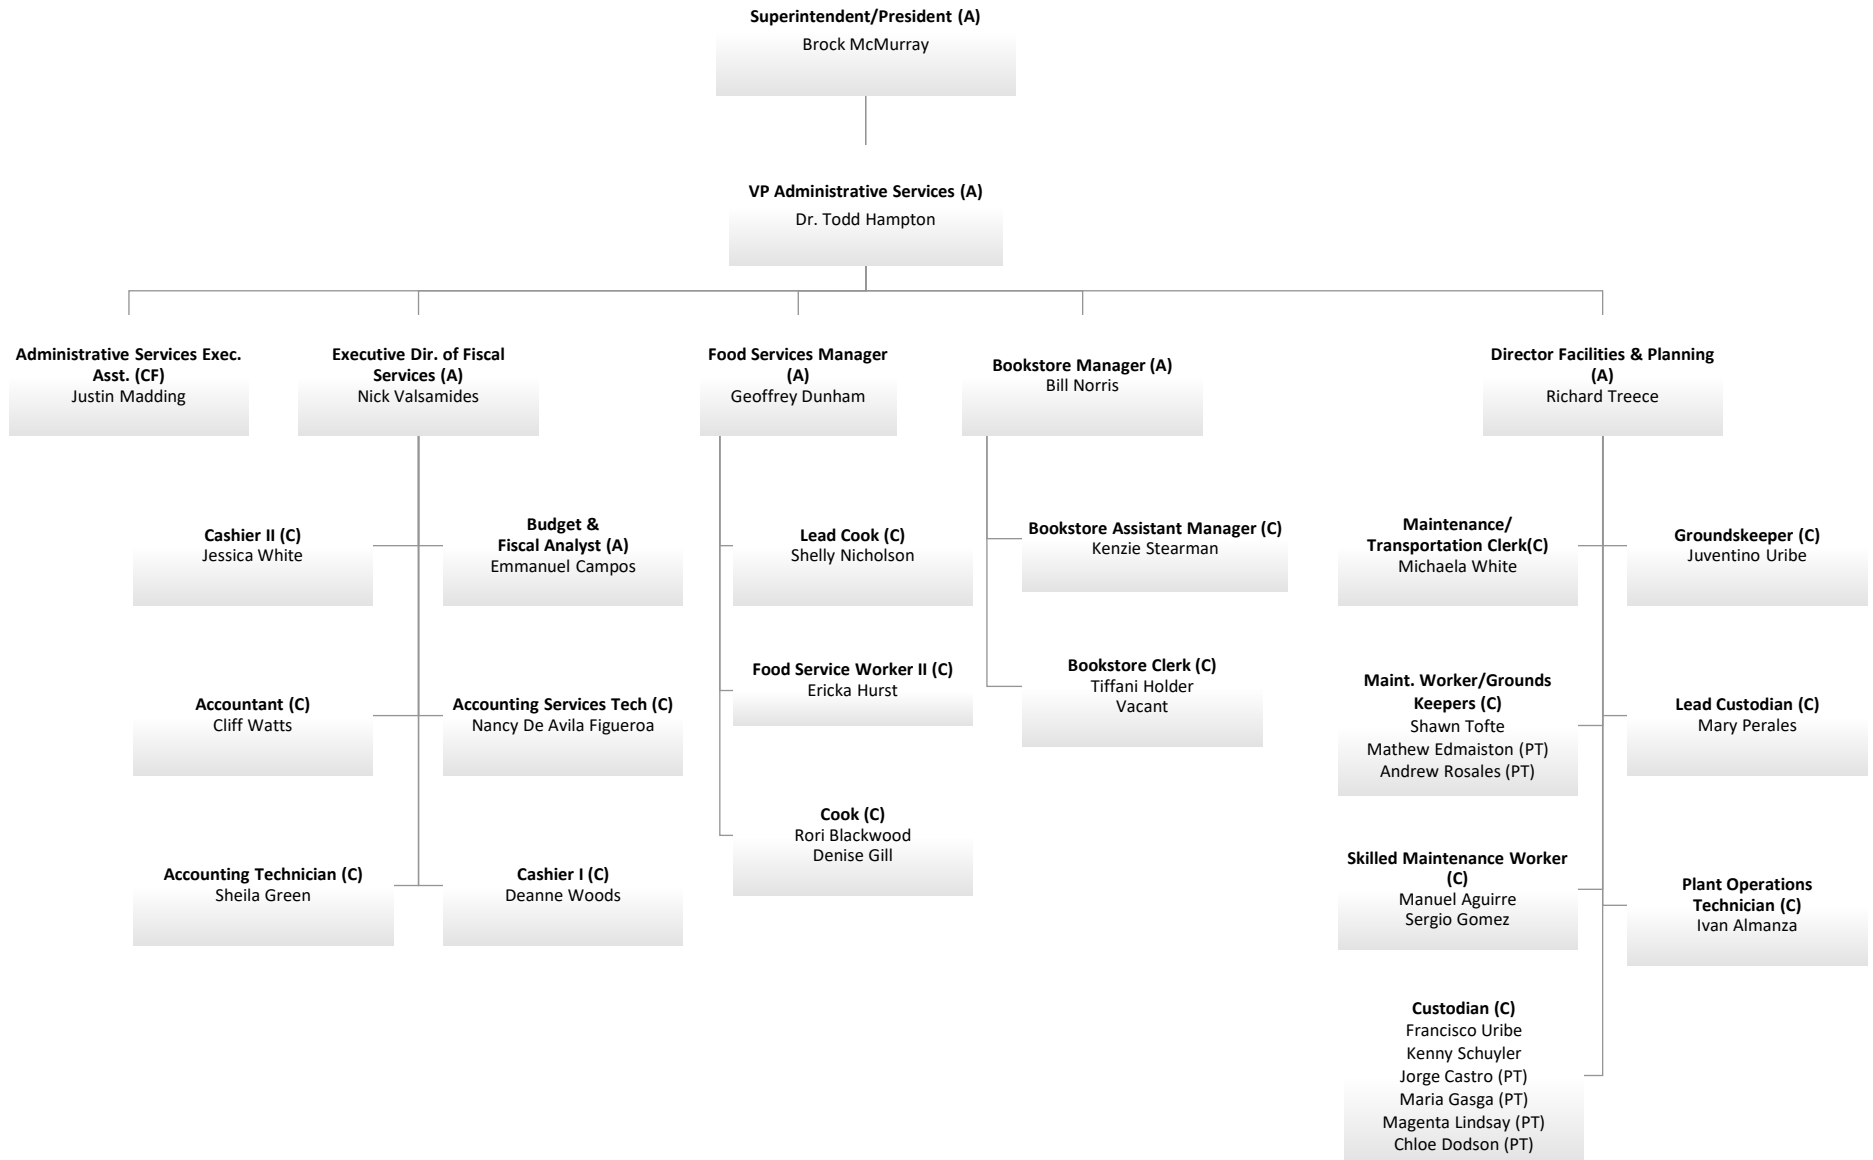 Superintendent/President (A)
Brock McMurray
VP Administrative Services (A)
Dr. Todd Hampton
Administrative Services Exec.
Asst. (CF)
Justin Madding
Executive Dir. of Fiscal
Services (A)
Nick Valsamides
Food Services Manager
(A)
Geoffrey Dunham
Bookstore Manager (A)
Bill Norris
Director Facilities & Planning
(A)
Richard Treece
Cashier II (C)
Jessica White
Budget &
Fiscal Analyst (A)
Emmanuel Campos
Accountant (C)
Cliff Watts
Accounting Services Tech (C)
Nancy De Avila Figueroa
Accounting Technician (C)
Sheila Green
Cashier I (C)
Deanne Woods
Lead Cook (C)
Shelly Nicholson
Food Service Worker II (C)
Ericka Hurst
Cook (C)
Rori Blackwood
Denise Gill
Bookstore Assistant Manager (C)
Kenzie Stearman
Bookstore Clerk (C)
Tiffani Holder
Vacant
Maintenance/
Transportation Clerk(C)
Michaela White
Groundskeeper (C)
Juventino Uribe
Maint. Worker/Grounds
Keepers (C)
Shawn Tofte
Mathew Edmaiston (PT)
Andrew Rosales (PT)
Lead Custodian (C)
Mary Perales
Skilled Maintenance Worker
(C)
Manuel Aguirre
Sergio Gomez
Plant Operations
Technician (C)
Ivan Almanza
Custodian (C)
Francisco Uribe
Kenny Schuyler
Jorge Castro (PT)
Maria Gasga (PT)
Magenta Lindsay (PT)
Chloe Dodson (PT)